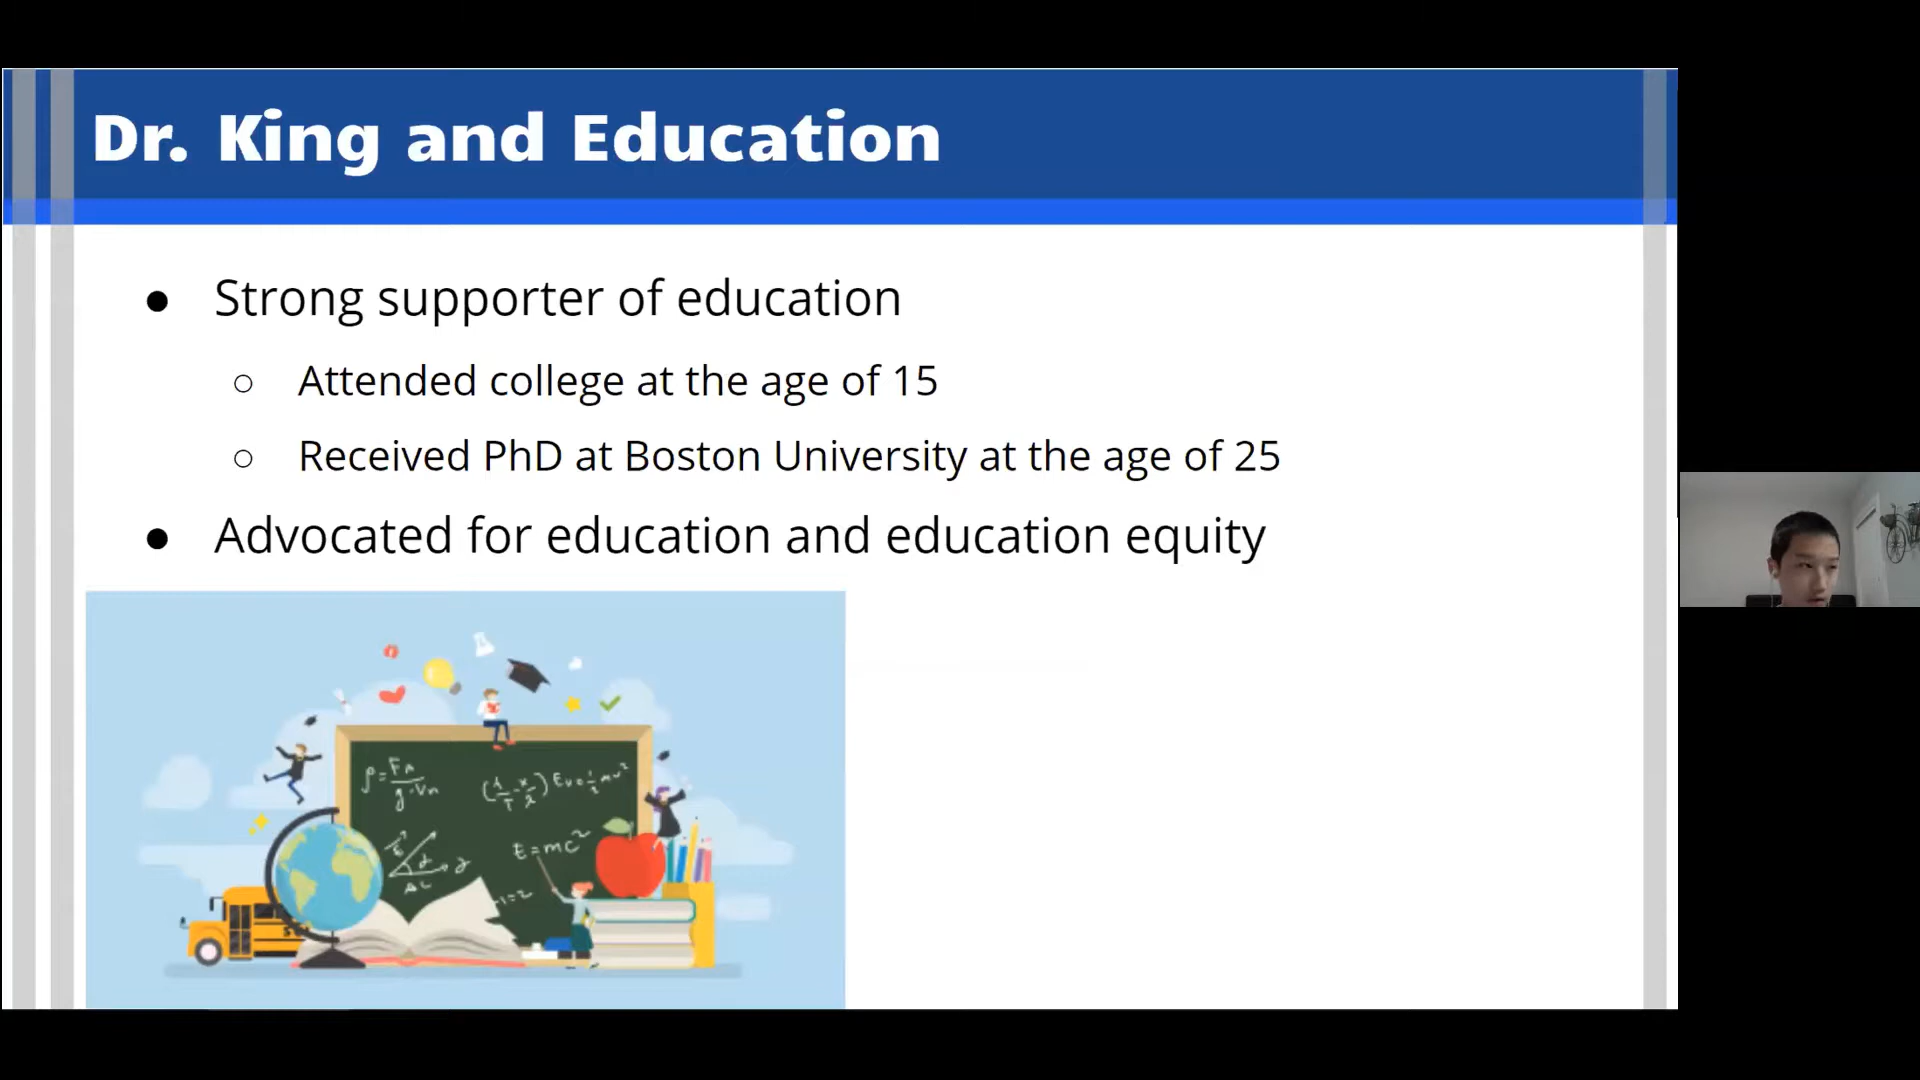 Dr. King and Education
● Strong supporter of education
○ Attended college at the age of 15
○ Received PhD at Boston University at the age of 25
● Advocated for education and education equity
E=mc²